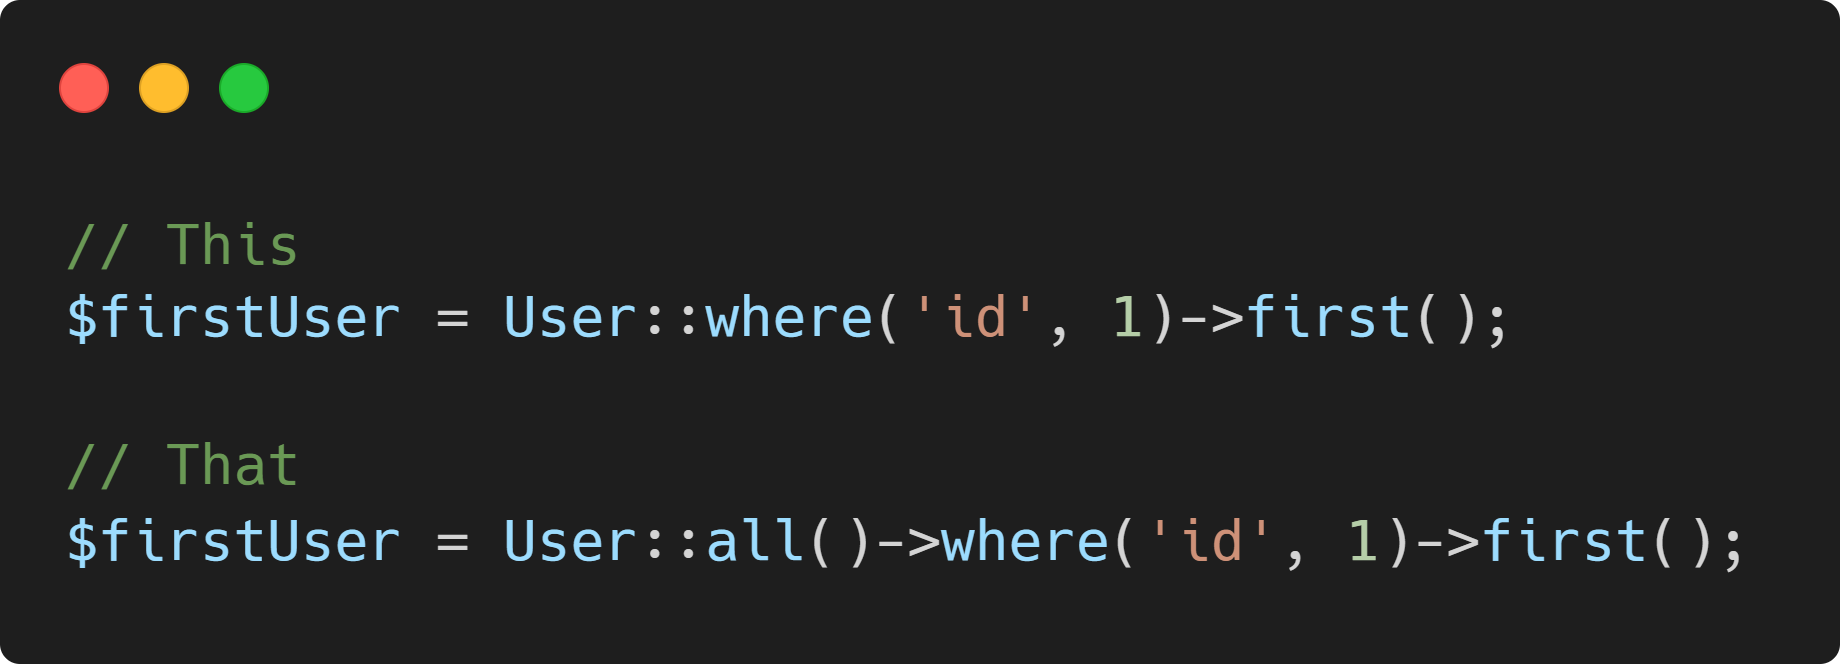 // This
$firstUser = User::where('id', 1)->first();
// That
$firstUser = User::all()->where('id', 1)->first();